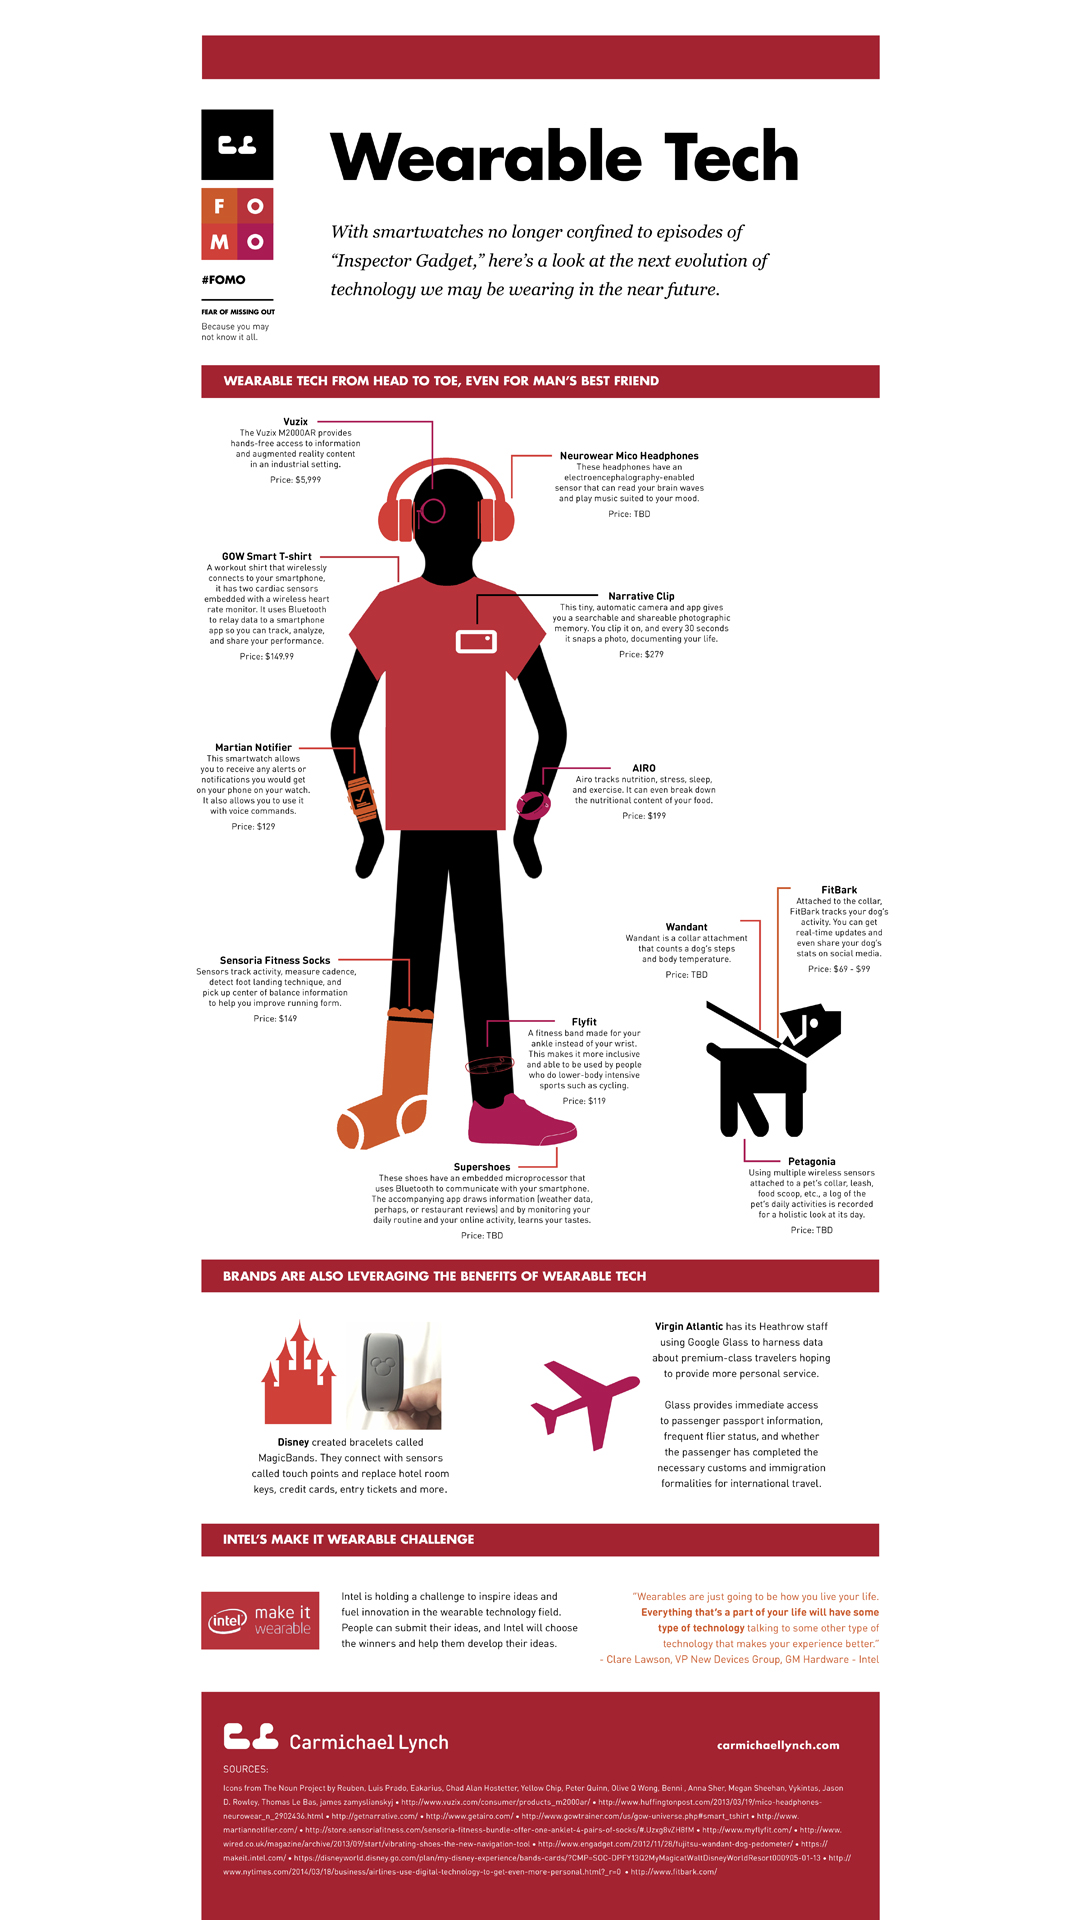 Wearable Tech
F O
M O
#FOMO
FEAR OF MISSING OUT
Because you may
not know it all.
With smartwatches no longer confined to episodes of
“Inspector Gadget,” here’s a look at the next evolution of
technology we may be wearing in the near future.
WEARABLE TECH FROM HEAD TO TOE, EVEN FOR MAN’S BEST FRIEND
Vuzix
The Vuzix M2000AR provides
hands-free access to information
and augmented reality content
in an industrial setting.
Price: $5,999
Neurowear Mico Headphones
These headphones have an
electroencephalography-enabled
sensor that can read your brain waves
and play music suited to your mood.
Price: TBD
GOW Smart T-shirt
A workout shirt that wirelessly
connects to your smartphone,
it has two cardiac sensors
embedded with a wireless heart
rate monitor. It uses Bluetooth
to relay data to a smartphone
app so you can track, analyze,
and share your performance.
Price: $149.99
Narrative Clip
This tiny, automatic camera and app gives
you a searchable and shareable photographic
memory. You clip it on, and every 30 seconds
it snaps a photo, documenting your life.
Price: $279
Martian Notifier
This smartwatch allows
you to receive any alerts or
notifications you would get
on your phone on your watch.
It also allows you to use it
with voice commands.
Price: $129
AIRO
Airo tracks nutrition, stress, sleep,
and exercise. It can even break down
the nutritional content of your food.
Price: $199
FitBark
Attached to the collar,
FitBark tracks your dog’s
activity. You can get
real-time updates and
even share your dog’s
stats on social media.
Price: $69 - $99
Wandant
Wandant is a collar attachment
that counts a dog’s steps
and body temperature.
Price: TBD
Sensoria Fitness Socks
Sensors track activity, measure cadence,
detect foot landing technique, and
pick up center of balance information
to help you improve running form.
Price: $149
Flyfit
A fitness band made for your
ankle instead of your wrist.
This makes it more inclusive
and able to be used by people
who do lower-body intensive
sports such as cycling.
Price: $119
Supershoes
These shoes have an embedded microprocessor that
uses Bluetooth to communicate with your smartphone.
The accompanying app draws information (weather data,
perhaps, or restaurant reviews) and by monitoring your
daily routine and your online activity, learns your tastes.
Price: TBD
Petagonia
Using multiple wireless sensors
attached to a pet’s collar, leash,
food scoop, etc., a log of the
pet’s daily activities is recorded
for a holistic look at its day.
Price: TBD
BRANDS ARE ALSO LEVERAGING THE BENEFITS OF WEARABLE TECH
Disney created bracelets called
MagicBands. They connect with sensors
called touch points and replace hotel room
keys, credit cards, entry tickets and more.
Virgin Atlantic has its Heathrow staff
using Google Glass to harness data
about premium-class travelers hoping
to provide more personal service.
Glass provides immediate access
to passenger passport information,
frequent flier status, and whether
the passenger has completed the
necessary customs and immigration
formalities for international travel.
INTEL’S MAKE IT WEARABLE CHALLENGE
intel make it
wearable
Intel is holding a challenge to inspire ideas and
fuel innovation in the wearable technology field.
People can submit their ideas, and Intel will choose
the winners and help them develop their ideas.
“Wearables are just going to be how you live your life.
Everything that’s a part of your life will have some
type of technology talking to some other type of
technology that makes your experience better.”
- Clare Lawson, VP New Devices Group, GM Hardware - Intel
Carmichael Lynch
carmichaellynch.com
SOURCES:
Icons from The Noun Project by Reuben, Luis Prado, Eakarius, Chad Alan Hostetter, Yellow Chip, Peter Quinn, Olive Q Wong, Benni , Anna Sher, Megan Sheehan, Vykintas, Jason
D. Rowley, Thomas Le Bas, james zamyslianskyj • http://www.vuzix.com/consumer/products_m2000ar/ • http://www.huffingtonpost.com/2013/03/19/mico-headphones-
neurowear_n_2902436.html • http://getnarrative.com/ • http://www.getairo.com/ • http://www.gowtrainer.com/us/gow-universe.php#smart_tshirt • http://www.
martiannotifier.com/ • http://store.sensoriafitness.com/sensoria-fitness-bundle-offer-one-anklet-4-pairs-of-socks/#.Uzxg8vZH8fM • http://www.myflyfit.com/ • http://www.
wired.co.uk/magazine/archive/2013/09/start/vibrating-shoes-the-new-navigation-tool • http://www.engadget.com/2012/11/28/fujitsu-wandant-dog-pedometer/ • https://
makeit.intel.com/ • https://disneyworld.disney.go.com/plan/my-disney-experience/bands-cards/?CMP=SOC-DPFY13Q2MyMagicatWaltDisneyWorldResort000905-01-13 • http://
www.nytimes.com/2014/03/18/business/airlines-use-digital-technology-to-get-even-more-personal.html?_r=0 • http://www.fitbark.com/